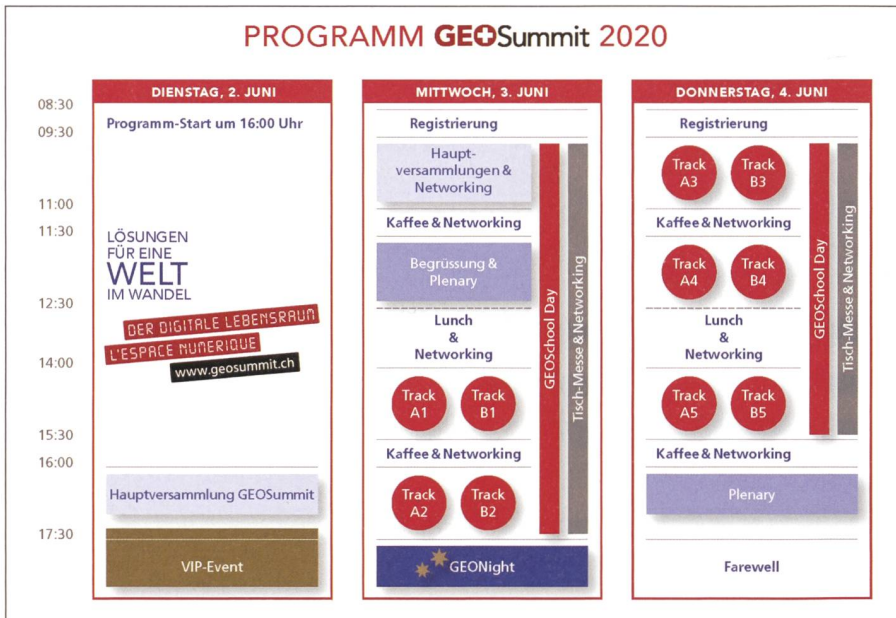 PROGRAMM GEOSummit 2020
08:30
09:30
11:00
11:30
12:30
14:00
15:30
16:00
17:30
DIENSTAG, 2. JUNI
Programm-Start um 16:00 Uhr
LÖSUNGEN
FÜR EINE
WELT
IM WANDEL
DER DIGITALE LEBENSRAUM
L'ESPACE NUMERIQUE
www.geosummit.ch
Hauptversammlung GEOSummit
VIP-Event
MITTWOCH, 3. JUNI
Registrierung
Haupt-
versammlungen &
Networking
Kaffee & Networking
Begrüssung &
Plenary
Lunch
&
Networking
Track
A1
Track
B1
Kaffee & Networking
Track
A2
Track
B2
GEOSchool Day
Tisch-Messe & Networking
GEONight
DONNERSTAG, 4. JUNI
Registrierung
Track
A3
Track
B3
Kaffee & Networking
Track
A4
Track
B4
Lunch
&
Networking
Track
A5
Track
B5
GEOSchool Day
Tisch-Messe & Networking
Kaffee & Networking
Plenary
Farewell